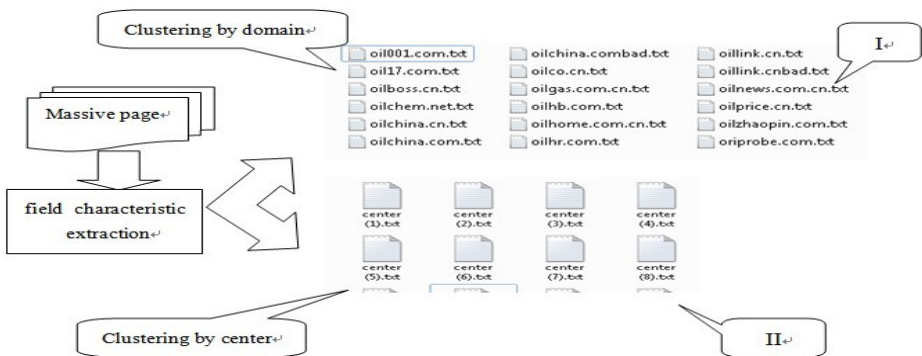 Clustering by domain
I
oil001.com.txt
oilchina.combad.txt
oillink.cn.txt
oil17.com.txt
oilco.cn.txt
oillink.cnbad.txt
oilboss.cn.txt
oilgas.com.cn.txt
oilnews.com.cn.txt
oilchem.net.txt
oilhb.com.txt
oilprice.cn.txt
oilchina.cn.txt
oilhome.com.cn.txt
oilzhaopin.com.txt
oilchina.com.txt
oilhr.com.txt
oriprobe.com.txt
Massive page
field characteristic
extraction
center
(1).txt
center
(2).txt
center
(3).txt
center
(4).txt
center
(5).txt
center
(6).txt
center
(7).txt
center
(8).txt
Clustering by center
II